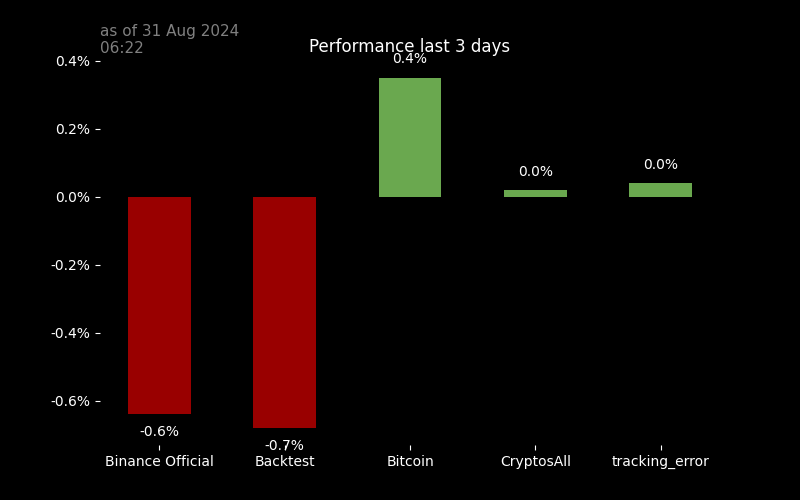 as of 31 Aug 2024
06:22
Performance last 3 days
0.4%
0.2%
0.0%
-0.2%
-0.4%
-0.6%
0.4%
0.0%
0.0%
-0.6%
-0.7%
Binance Official
Backtest
Bitcoin
CryptosAll
tracking_error